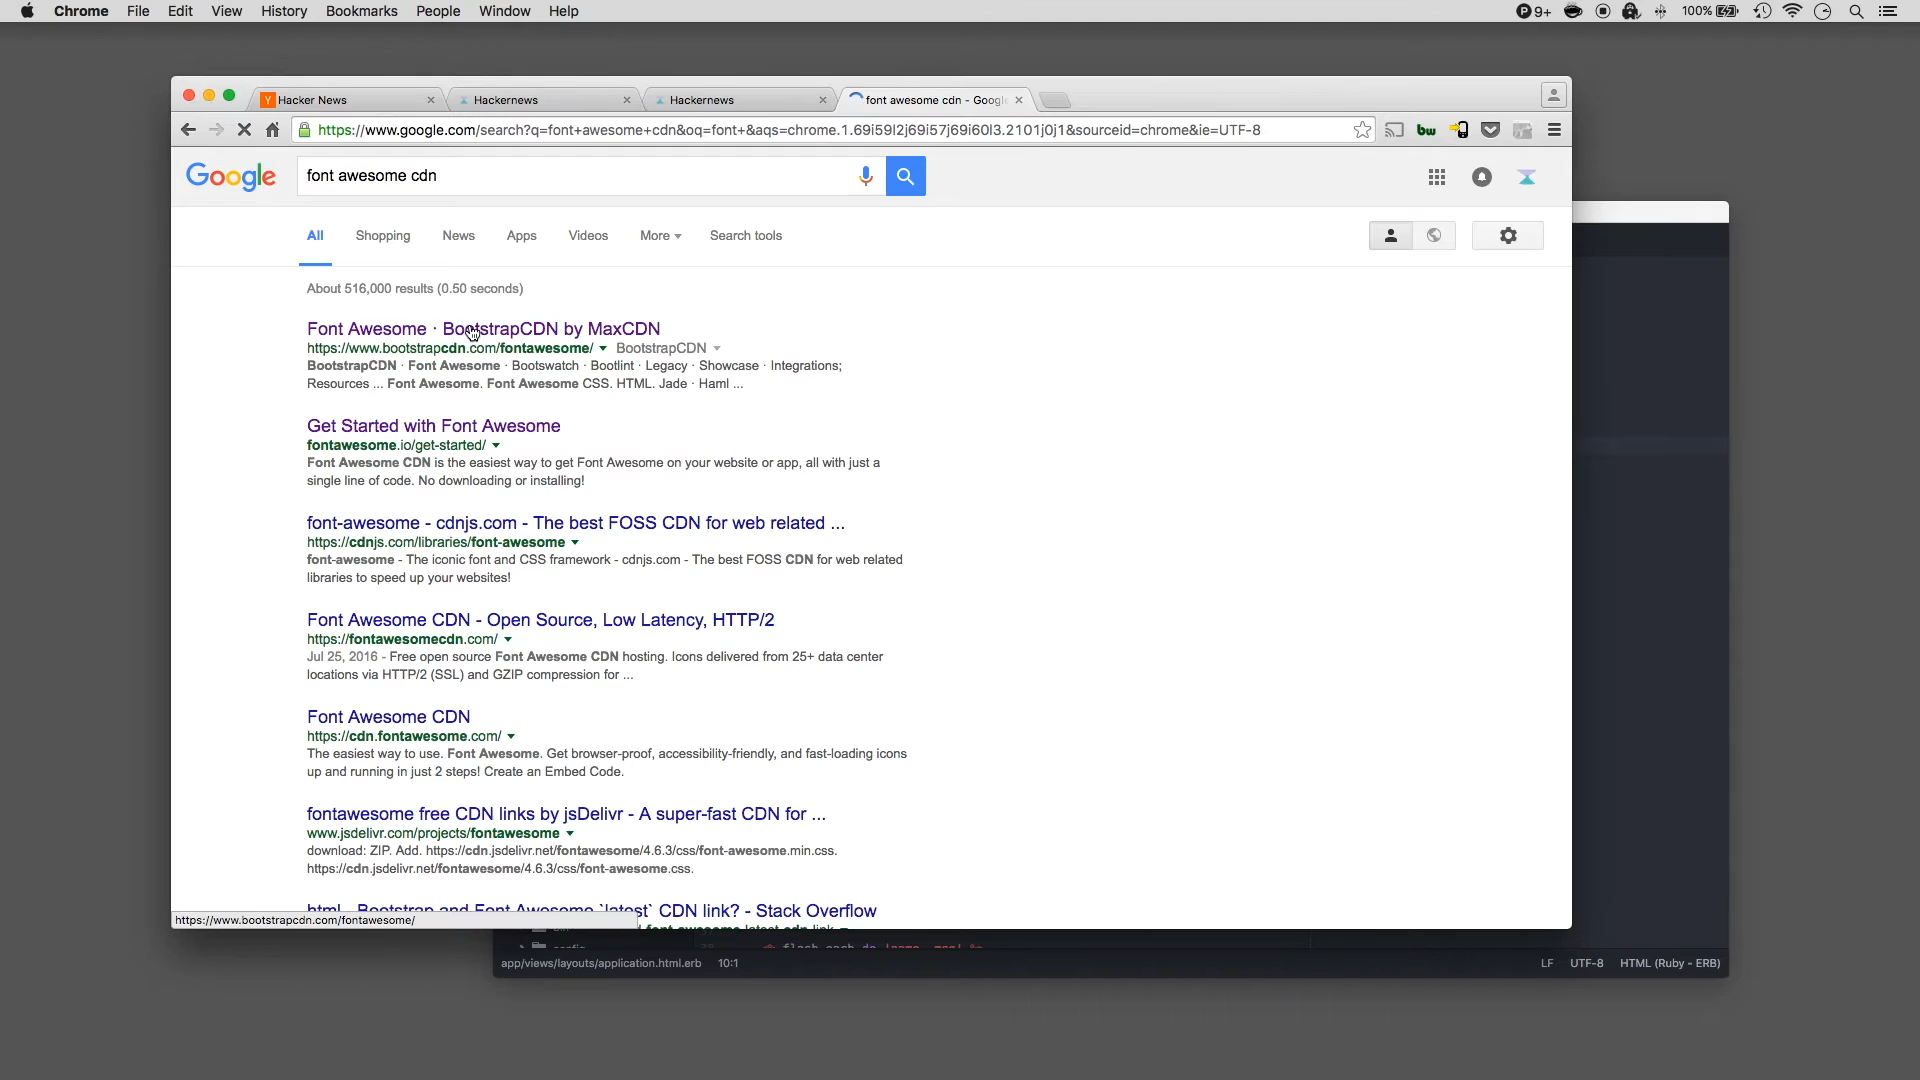 Chrome File Edit View History Bookmarks People Window Help 9+ 100%
Hacker News Hackernews Hackernews font awesome cdn - Googl
https://www.google.com/search?q=font+awesome+cdn&oq=font+&aqs=chrome.1.69i59l2j69i57j69i60l3.2101j0j1&sourceid=chrome&ie=UTF-8 bw
Google font awesome cdn
All Shopping News Apps Videos More Search tools
About 516,000 results (0.50 seconds)
Font Awesome · BootstrapCDN by MaxCDN
https://www.bootstrapcdn.com/fontawesome/ BootstrapCDN
BootstrapCDN · Font Awesome · Bootswatch · Bootlint · Legacy · Showcase · Integrations;
Resources ... Font Awesome. Font Awesome CSS. HTML. Jade · Haml ...
Get Started with Font Awesome
fontawesome.io/get-started/
Font Awesome CDN is the easiest way to get Font Awesome on your website or app, all with just a
single line of code. No downloading or installing!
font-awesome - cdnjs.com - The best FOSS CDN for web related ...
https://cdnjs.com/libraries/font-awesome
font-awesome - The iconic font and CSS framework - cdnjs.com - The best FOSS CDN for web related
libraries to speed up your websites!
Font Awesome CDN - Open Source, Low Latency, HTTP/2
https://fontawesomecdn.com/
Jul 25, 2016 - Free open source Font Awesome CDN hosting. Icons delivered from 25+ data center
locations via HTTP/2 (SSL) and GZIP compression for ...
Font Awesome CDN
https://cdn.fontawesome.com/
The easiest way to use. Font Awesome. Get browser-proof, accessibility-friendly, and fast-loading icons
up and running in just 2 steps! Create an Embed Code.
fontawesome free CDN links by jsDelivr - A super-fast CDN for ...
www.jsdelivr.com/projects/fontawesome
download: ZIP. Add. https://cdn.jsdelivr.net/fontawesome/4.6.3/css/font-awesome.min.css.
https://cdn.jsdelivr.net/fontawesome/4.6.3/css/font-awesome.css.
html - Bootstrap and Font Awesome `latest` CDN link? - Stack Overflow
https://www.bootstrapcdn.com/fontawesome/
app/views/layouts/application.html.erb 10:1 LF UTF-8 HTML (Ruby - ERB)